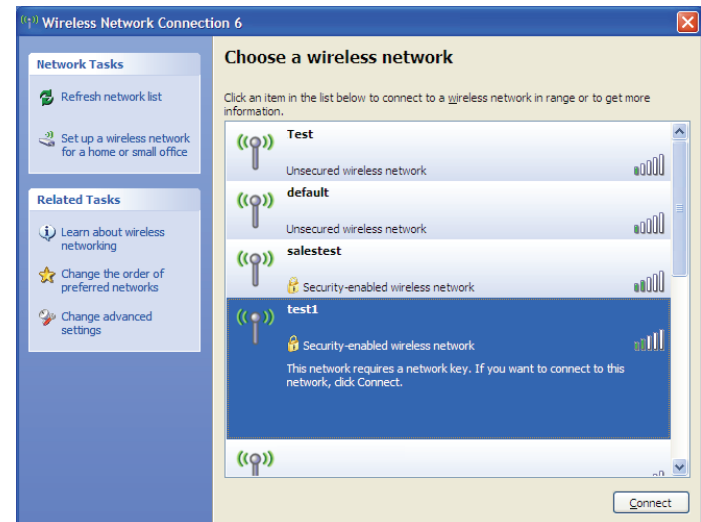 Wireless Network Connection 6
Network Tasks
Refresh network list
Set up a wireless network
for a home or small office
Related Tasks
Learn about wireless
networking
Change the order of
preferred networks
Change advanced
settings
Choose a wireless network
Click an item in the list below to connect to a wireless network in range or to get more
information.
Test
Unsecured wireless network
default
Unsecured wireless network
salestest
Security-enabled wireless network
test1
Security-enabled wireless network
This network requires a network key. If you want to connect to this
network, click Connect.
Connect